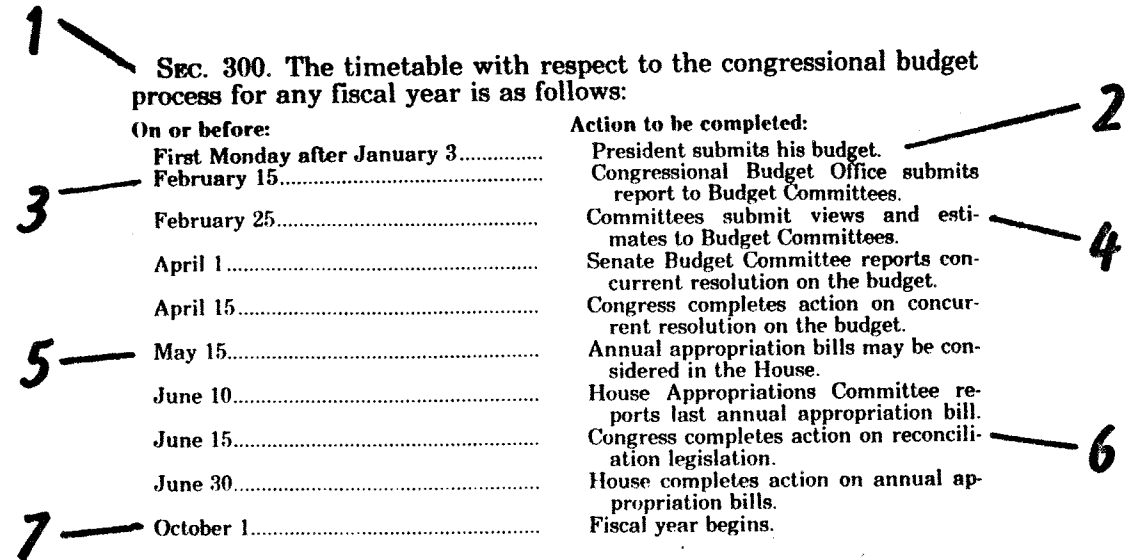 1
SEC. 300. The timetable with respect to the congressional budget
process for any fiscal year is as follows:
On or before: Action to be completed:
First Monday after January 3............... President submits his budget. 2
3 February 15............................................. Congressional Budget Office submits
report to Budget Committees.
February 25............................................. Committees submit views and esti-
mates to Budget Committees. 4
April 1..................................................... Senate Budget Committee reports con-
current resolution on the budget.
April 15................................................... Congress completes action on concur-
rent resolution on the budget.
5 May 15.................................................... Annual appropriation bills may be con-
sidered in the House.
June 10................................................... House Appropriations Committee re-
ports last annual appropriation bill.
June 15................................................... Congress completes action on reconcili-
ation legislation. 6
June 30................................................... House completes action on annual ap-
propriation bills.
7 October 1................................................ Fiscal year begins.